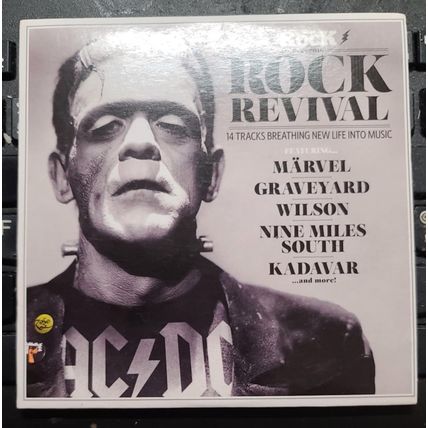 ROCK
ROCK
REVIVAL
14 TRACKS BREATHING NEW LIFE INTO MUSIC
FEATURING...
MÄRVEL
GRAVEYARD
WILSON
NINE MILES
SOUTH
KADAVAR
...and more!
AC DC